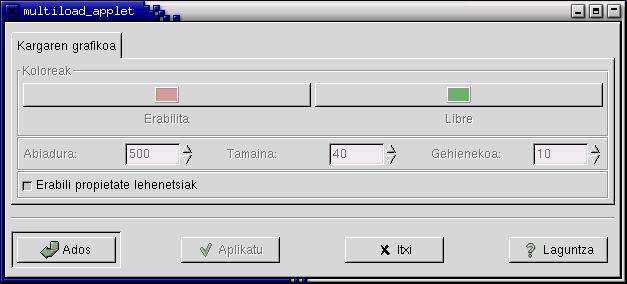 multiload_applet
Kargaren grafikoa
Koloreak
Erabilita Libre
Abiadura: 500 Tamaina: 40 Gehienekoa: 10
Erabili propietate lehenetsiak
Ados Aplikatu Itxi Laguntza